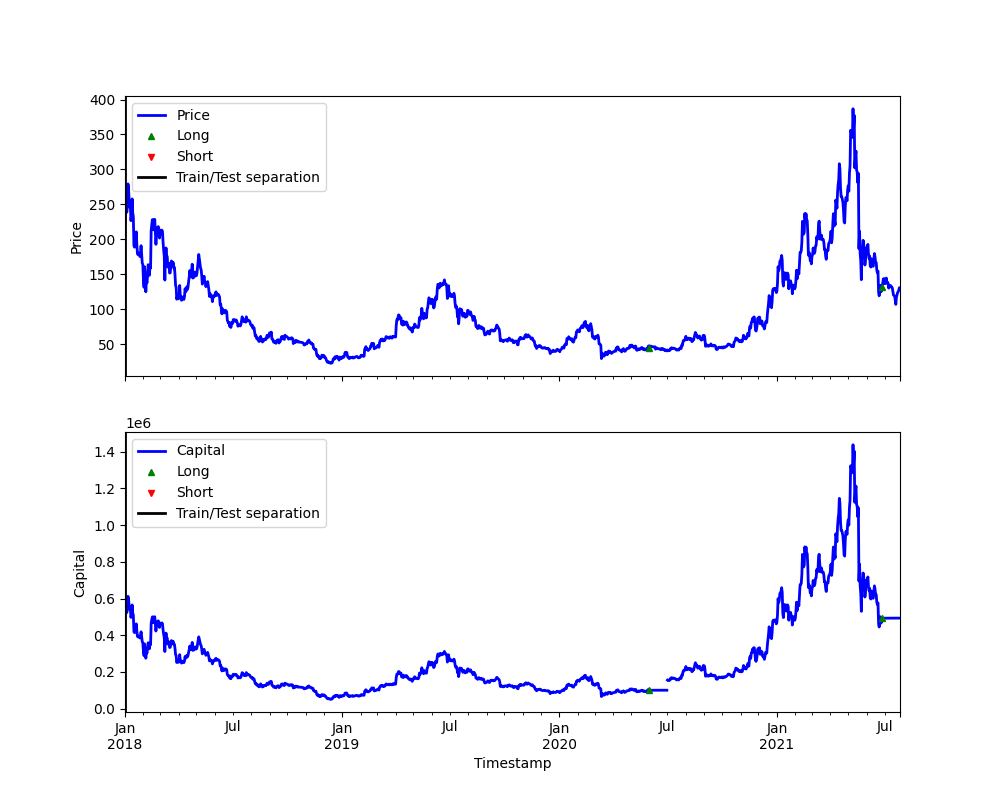 400
350
300
250
200
150
100
50
Price
Price
Long
Short
Train/Test separation
1e6
1.4
1.2
1.0
0.8
0.6
0.4
0.2
0.0
Capital
Capital
Long
Short
Train/Test separation
Jan Jul Jan Jul Jan Jul Jan Jul
2018 2019 2020 2021
Timestamp